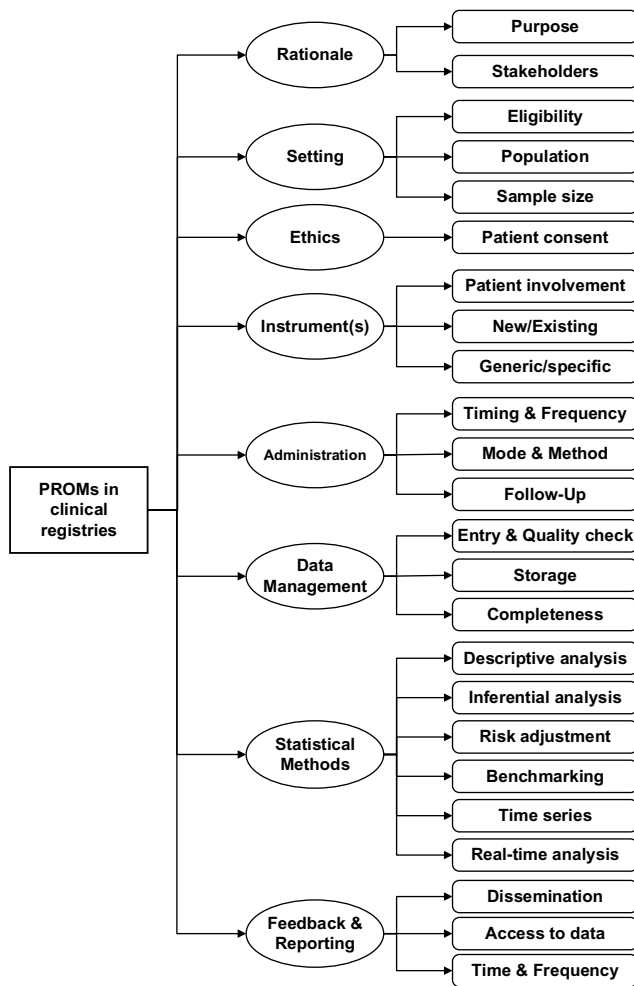 Purpose
Rationale
Stakeholders
Eligibility
Setting
Population
Sample size
Ethics
Patient consent
Patient involvement
Instrument(s)
New/Existing
Generic/specific
Timing & Frequency
Administration
Mode & Method
Follow-Up
PROMs in
clinical
registries
Entry & Quality check
Data
Management
Storage
Completeness
Descriptive analysis
Inferential analysis
Risk adjustment
Statistical
Methods
Benchmarking
Time series
Real-time analysis
Dissemination
Feedback &
Reporting
Access to data
Time & Frequency